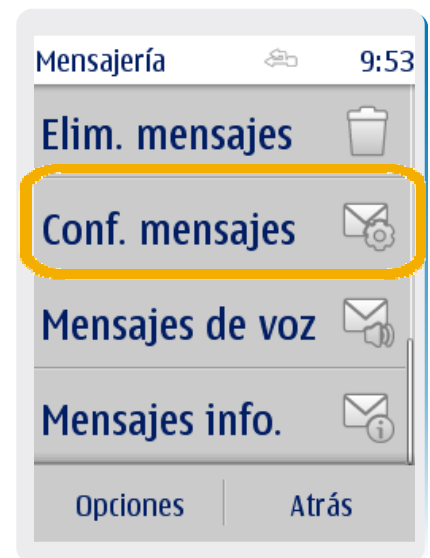 Mensajería 9:53
Elim. mensajes
Conf. mensajes
Mensajes de voz
Mensajes info.
Opciones Atrás